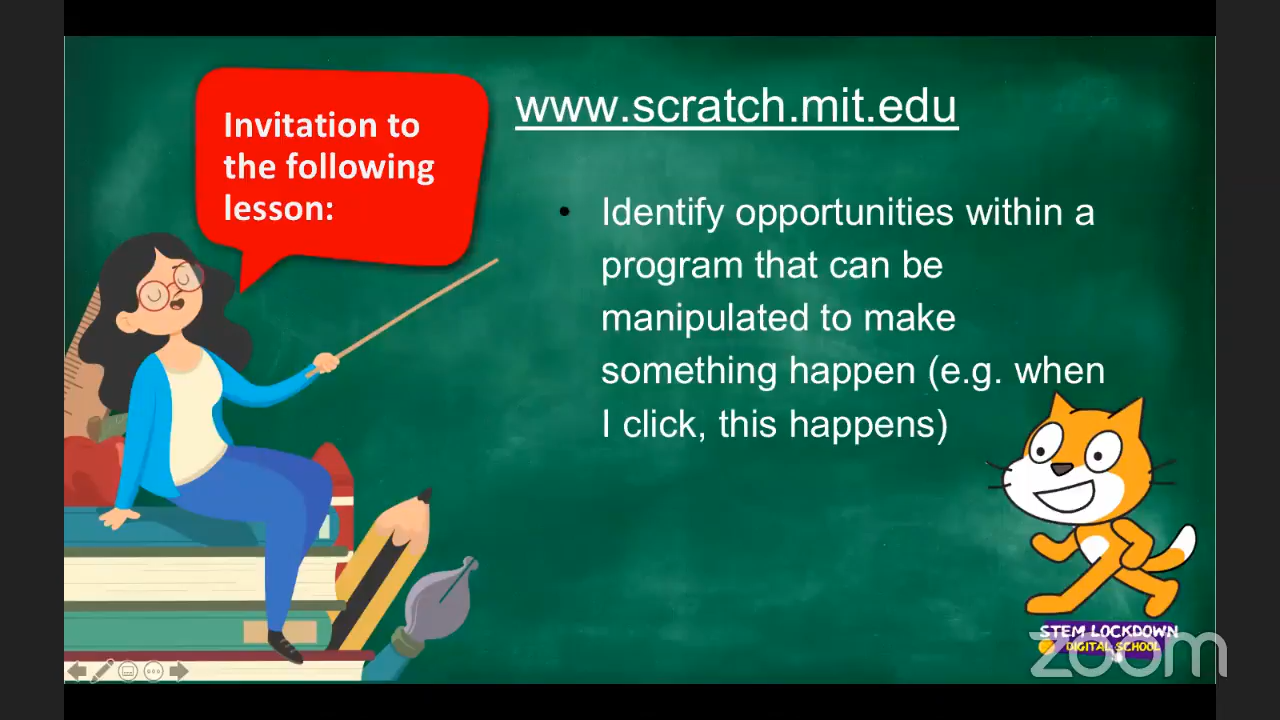 Invitation to
the following
lesson:
www.scratch.mit.edu
• Identify opportunities within a
program that can be
manipulated to make
something happen (e.g. when
I click, this happens)
STEM LOCKDOWN
DIGITAL SCHOOL
zoom